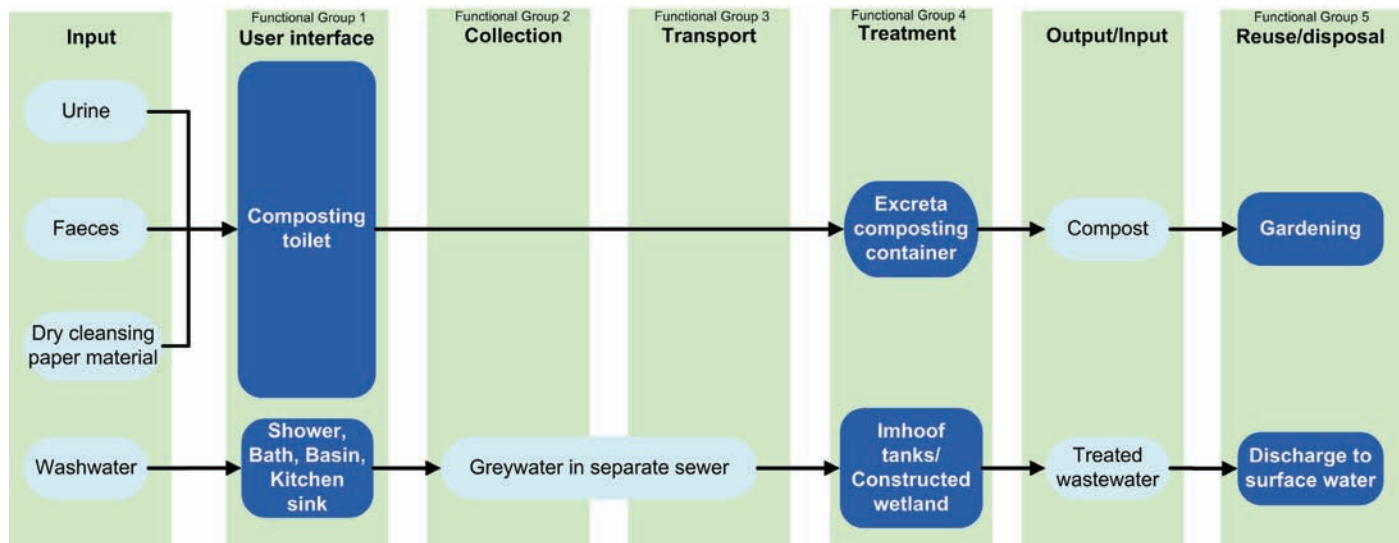 Input
Functional Group 1
User interface
Functional Group 2
Collection
Functional Group 3
Transport
Functional Group 4
Treatment
Output/Input
Functional Group 5
Reuse/disposal
Urine
Faeces
Dry cleansing
paper material
Composting
toilet
Excreta
composting
container
Compost
Gardening
Washwater
Shower,
Bath, Basin,
Kitchen
sink
Greywater in separate sewer
Imhoof
tanks/
Constructed
wetland
Treated
wastewater
Discharge to
surface water